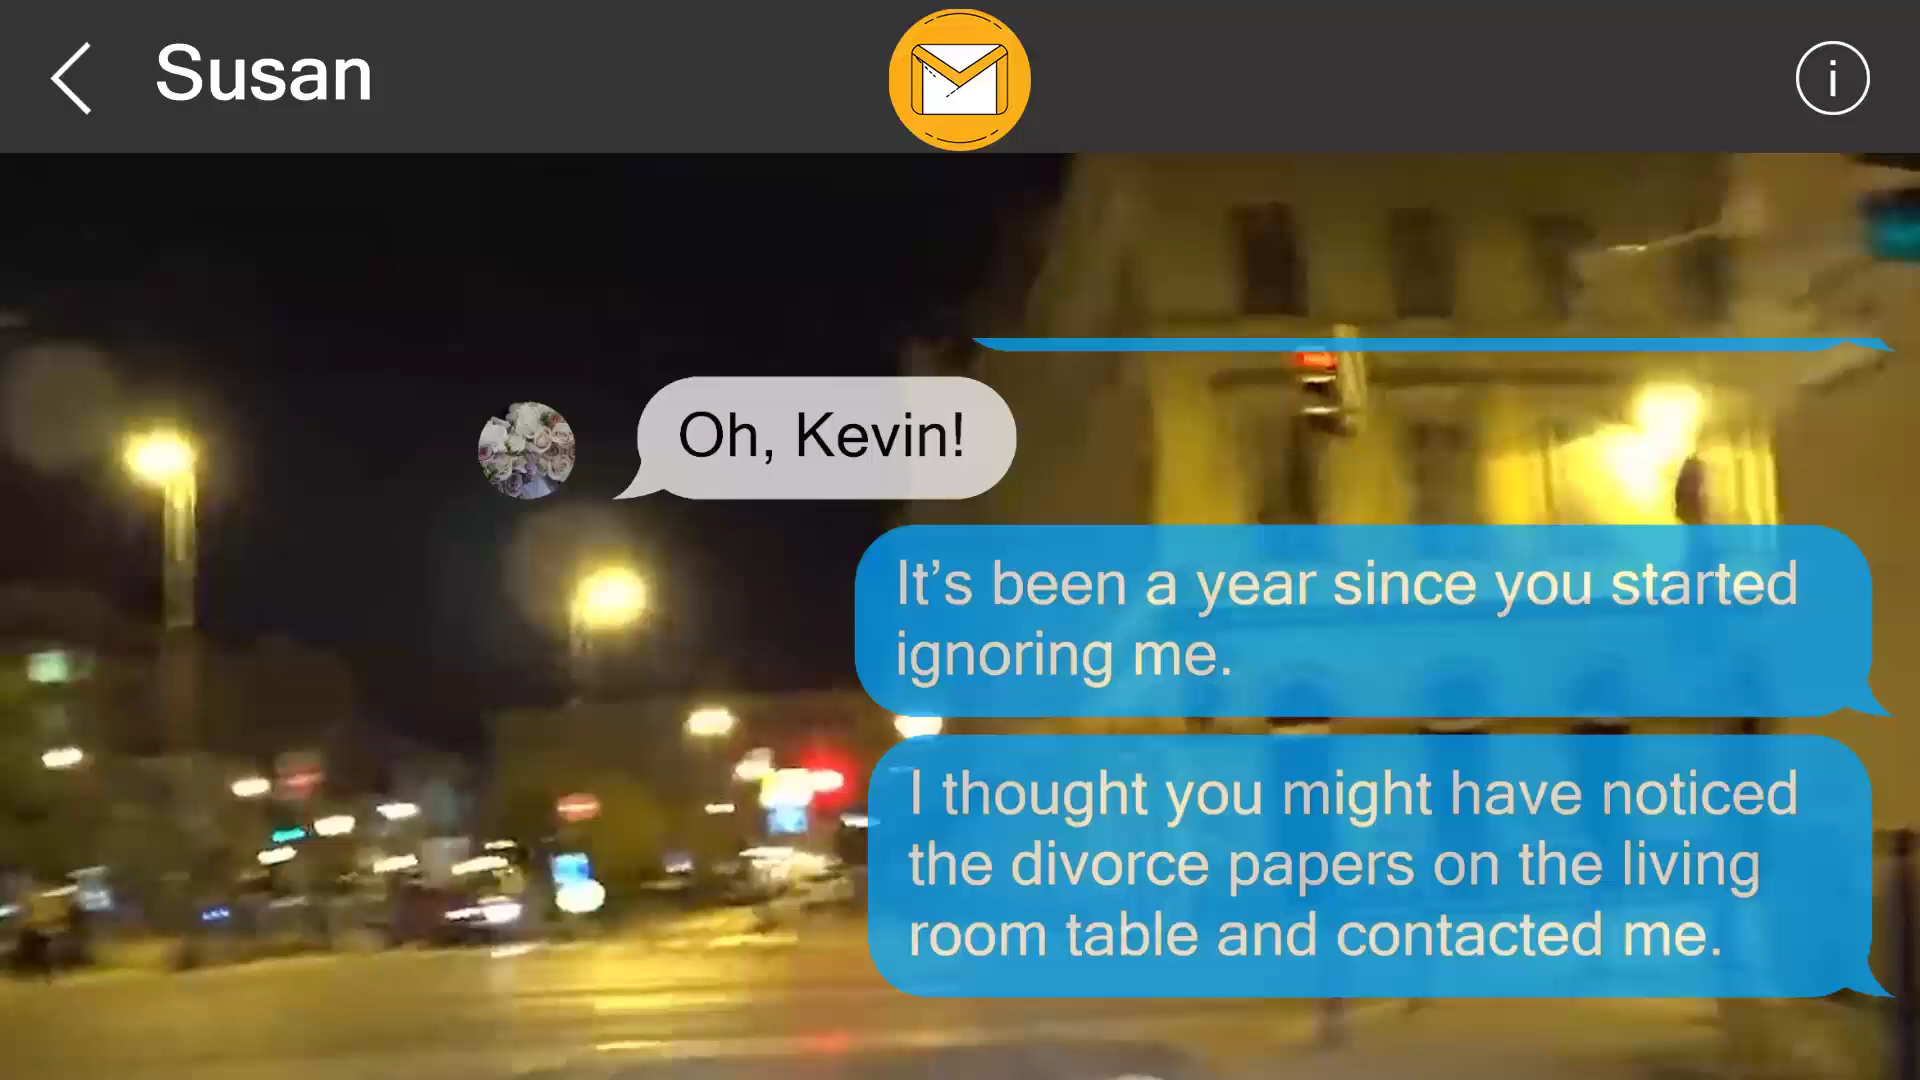 Susan
i
Oh, Kevin!
It’s been a year since you started
ignoring me.
I thought you might have noticed
the divorce papers on the living
room table and contacted me.